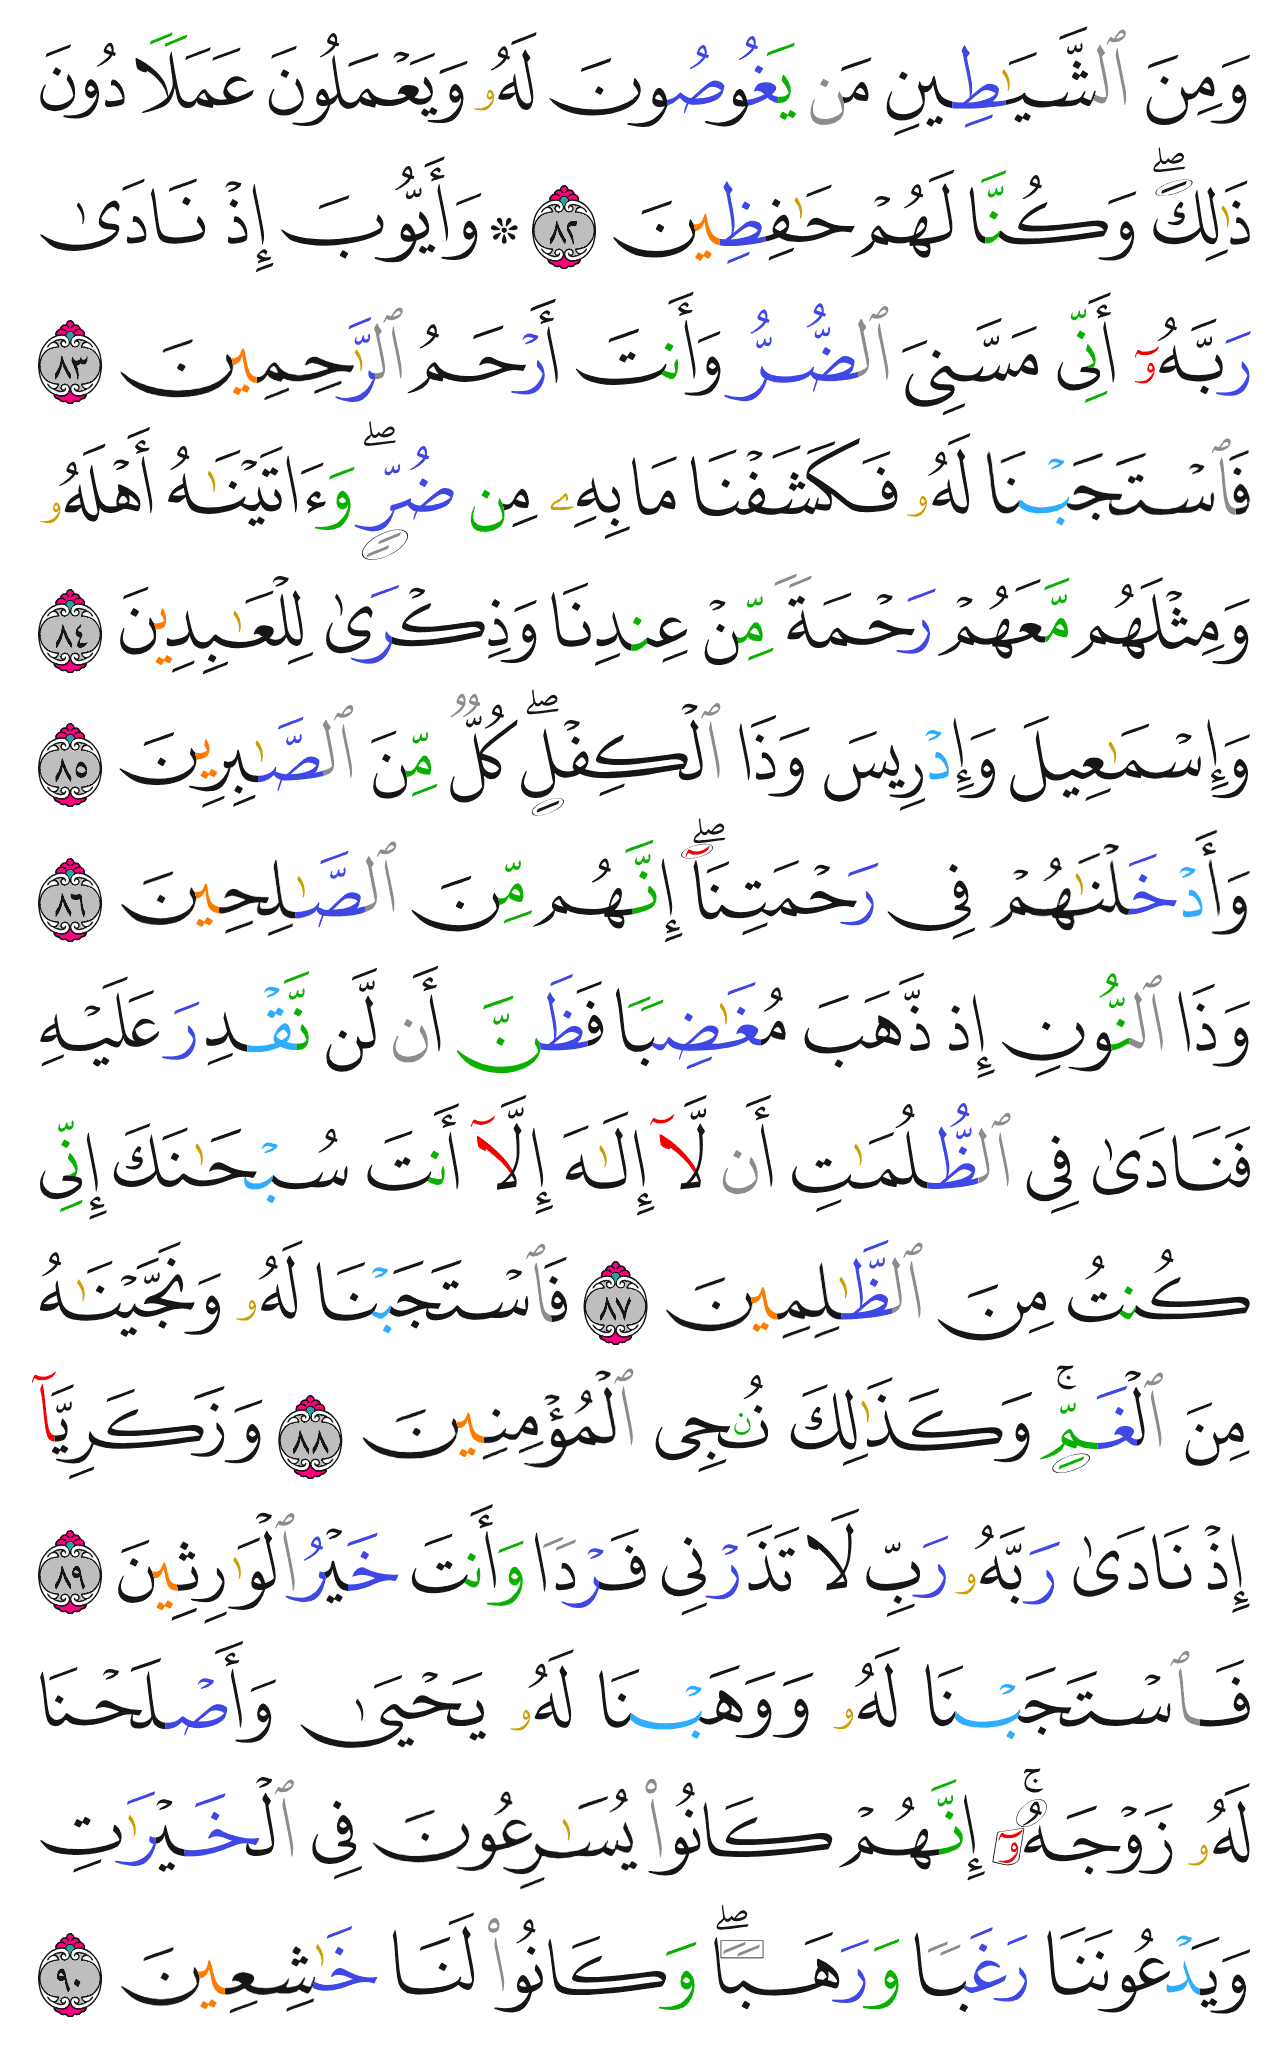 وَمِنَ ٱلشَّيَـٰطِينِ مَن يَغُوصُونَ لَهُۥ وَيَعْمَلُونَ عَمَلًا دُونَ
ذَٰلِكَ ۖ وَكُنَّا لَهُمْ حَـٰفِظِينَ ٨٢ ۞ وَأَيُّوبَ إِذْ نَادَىٰ
رَبَّهُۥٓ أَنِّى مَسَّنِىَ ٱلضُّرُّ وَأَنتَ أَرْحَمُ ٱلرَّٰحِمِينَ ٨٣
فَٱسْتَجَبْنَا لَهُۥ فَكَشَفْنَا مَا بِهِۦ مِن ضُرٍّ ۖ وَءَاتَيْنَـٰهُ أَهْلَهُۥ
وَمِثْلَهُم مَّعَهُمْ رَحْمَةً مِّنْ عِندِنَا وَذِكْرَىٰ لِلْعَـٰبِدِينَ ٨٤
وَإِسْمَـٰعِيلَ وَإِدْرِيسَ وَذَا ٱلْكِفْلِ ۖ كُلٌّ مِّنَ ٱلصَّـٰبِرِينَ ٨٥
وَأَدْخَلْنَـٰهُمْ فِى رَحْمَتِنَآ ۖ إِنَّهُم مِّنَ ٱلصَّـٰلِحِينَ ٨٦
وَذَا ٱلنُّونِ إِذ ذَّهَبَ مُغَـٰضِبًا فَظَنَّ أَن لَّن نَّقْدِرَ عَلَيْهِ
فَنَادَىٰ فِى ٱلظُّلُمَـٰتِ أَن لَّآ إِلَـٰهَ إِلَّآ أَنتَ سُبْحَـٰنَكَ إِنِّى
كُنتُ مِنَ ٱلظَّـٰلِمِينَ ٨٧ فَٱسْتَجَبْنَا لَهُۥ وَنَجَّيْنَـٰهُ
مِنَ ٱلْغَمِّ ۚ وَكَذَٰلِكَ نُـۨجِى ٱلْمُؤْمِنِينَ ٨٨ وَزَكَرِيَّآ
إِذْ نَادَىٰ رَبَّهُۥ رَبِّ لَا تَذَرْنِى فَرْدًا وَأَنتَ خَيْرُ ٱلْوَٰرِثِينَ ٨٩
فَٱسْتَجَبْنَا لَهُۥ وَوَهَبْنَا لَهُۥ يَحْيَىٰ وَأَصْلَحْنَا
لَهُۥ زَوْجَهُۥٓ ۚ إِنَّهُمْ كَانُوا۟ يُسَـٰرِعُونَ فِى ٱلْخَيْرَٰتِ
وَيَدْعُونَنَا رَغَبًا وَرَهَبًا ۖ وَكَانُوا۟ لَنَا خَـٰشِعِينَ ٩٠